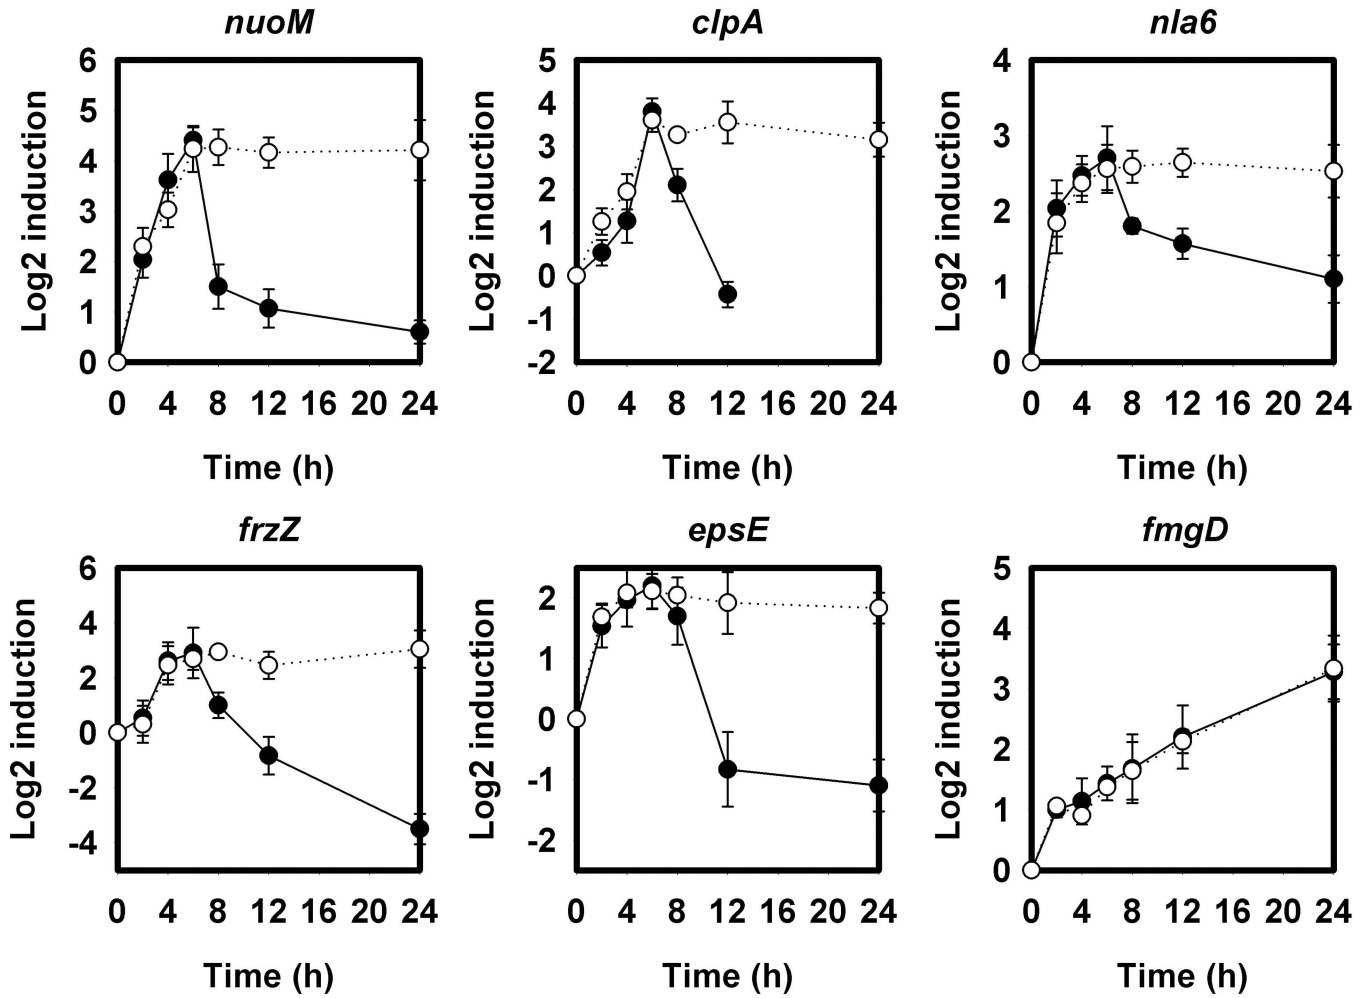 nuoM clpA nla6
Log2 induction Log2 induction Log2 induction
6 5 4 3 2 1 0
5 4 3 2 1 0 -1 -2
4 3 2 1 0
0 4 8 12 16 20 24 0 4 8 12 16 20 24 0 4 8 12 16 20 24
Time (h) Time (h) Time (h)
frzZ epsE fmgD
Log2 induction Log2 induction Log2 induction
6 4 2 0 -2 -4
2 1 0 -1 -2
5 4 3 2 1 0
0 4 8 12 16 20 24 0 4 8 12 16 20 24 0 4 8 12 16 20 24
Time (h) Time (h) Time (h)